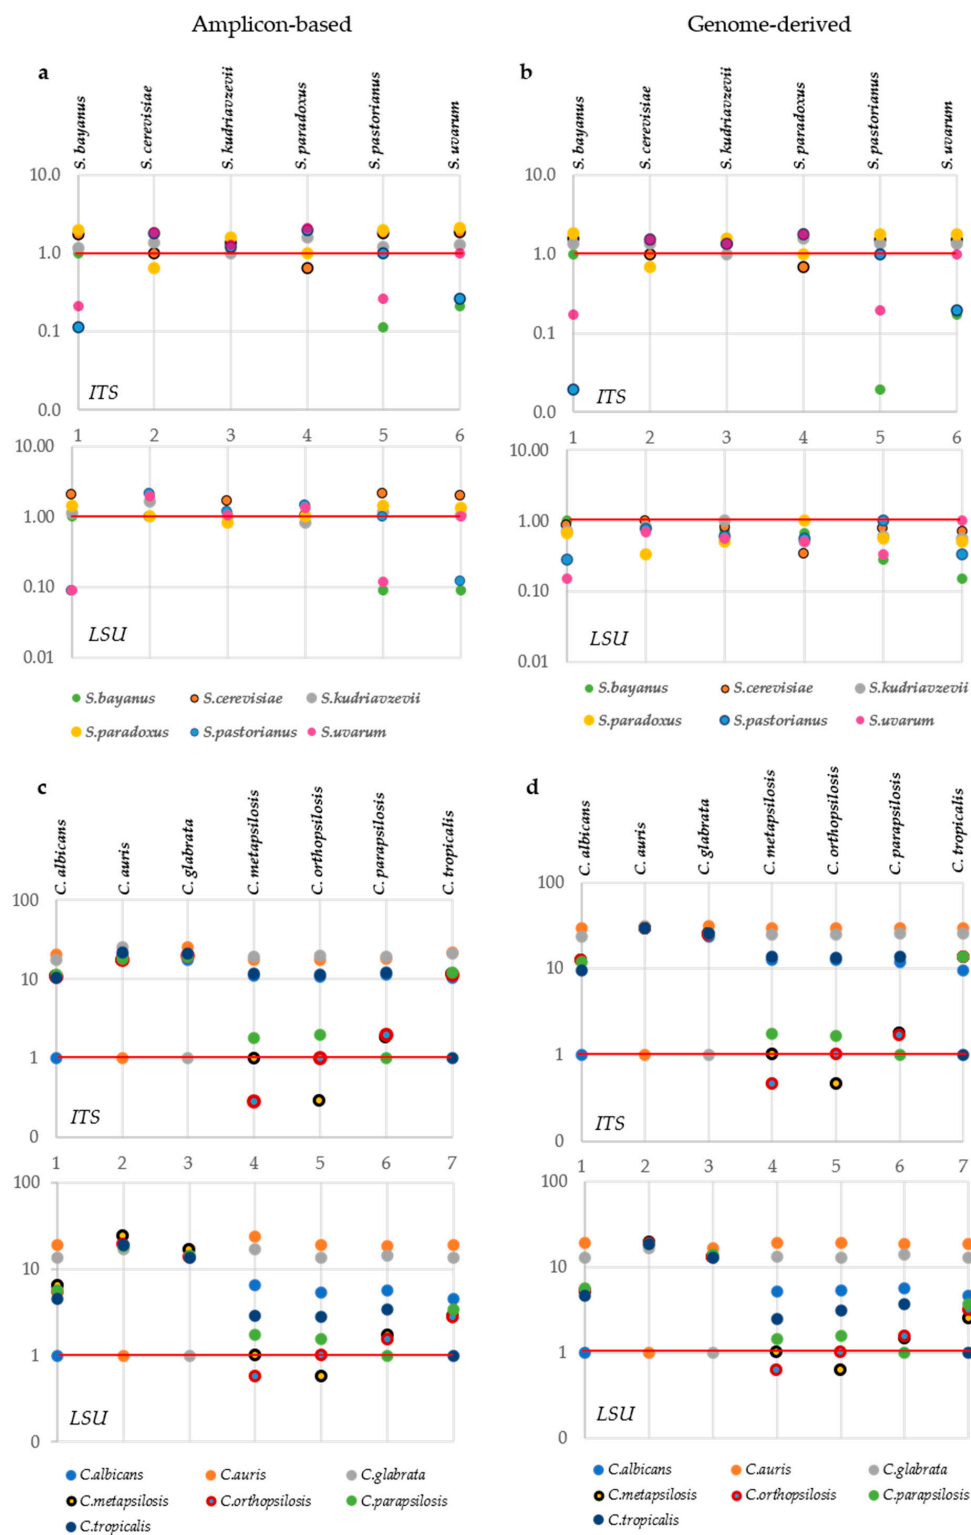 Amplicon-based
Genome-derived
a
S. bayanus
S. cerevisiae
S. kudriavzevii
S. paradoxus
S. pastorianus
S. uvarum
10.0
1.0
0.1
0.0
ITS
1 2 3 4 5 6
10.00
1.00
0.10
0.01
LSU
S.bayanus S.cerevisiae S.kudriavzevii
S.paradoxus S.pastorianus S.uvarum
b
S. bayanus
S. cerevisiae
S. kudriavzevii
S. paradoxus
S. pastorianus
S. uvarum
10.0
1.0
0.1
0.0
ITS
1 2 3 4 5 6
10.00
1.00
0.10
0.01
LSU
S.bayanus S.cerevisiae S.kudriavzevii
S.paradoxus S.pastorianus S.uvarum
c
C. albicans
C. auris
C. glabrata
C. metapsilosis
C. orthopsilosis
C. parapsilosis
C. tropicalis
100
10
1
0
ITS
1 2 3 4 5 6 7
100
10
1
0
LSU
C.albicans C.auris C.glabrata
C.metapsilosis C.orthopsilosis C.parapsilosis
C.tropicalis
d
C. albicans
C. auris
C. glabrata
C. metapsilosis
C. orthopsilosis
C. parapsilosis
C. tropicalis
100
10
1
0
ITS
1 2 3 4 5 6 7
100
10
1
0
LSU
C.albicans C.auris C.glabrata
C.metapsilosis C.orthopsilosis C.parapsilosis
C.tropicalis